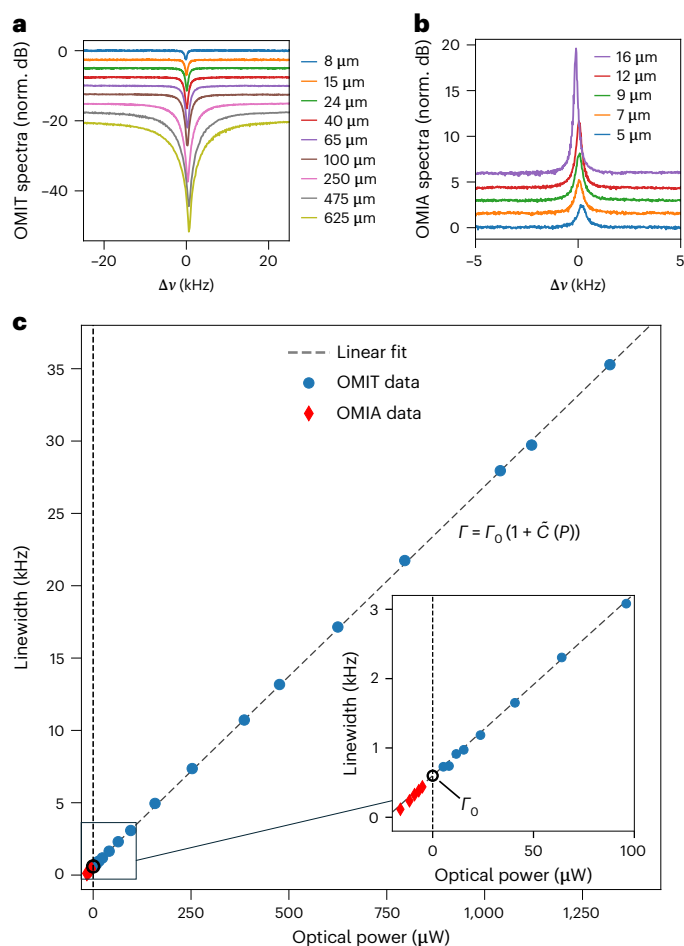 a
OMIT spectra (norm. dB)
0
−20
−40
−20
0
20
Δν (kHz)
8 μm
15 μm
24 μm
40 μm
65 μm
100 μm
250 μm
475 μm
625 μm
b
OMIA spectra (norm. dB)
20
15
10
5
0
−5
0
5
Δν (kHz)
16 μm
12 μm
9 μm
7 μm
5 μm
c
Linewidth (kHz)
35
30
25
20
15
10
5
0
0
250
500
750
1,000
1,250
Optical power (μW)
Linear fit
OMIT data
OMIA data
Γ = Γ₀ (1 + C̃ (P))
Linewidth (kHz)
3
2
1
0
Γ₀
0
50
100
Optical power (μW)